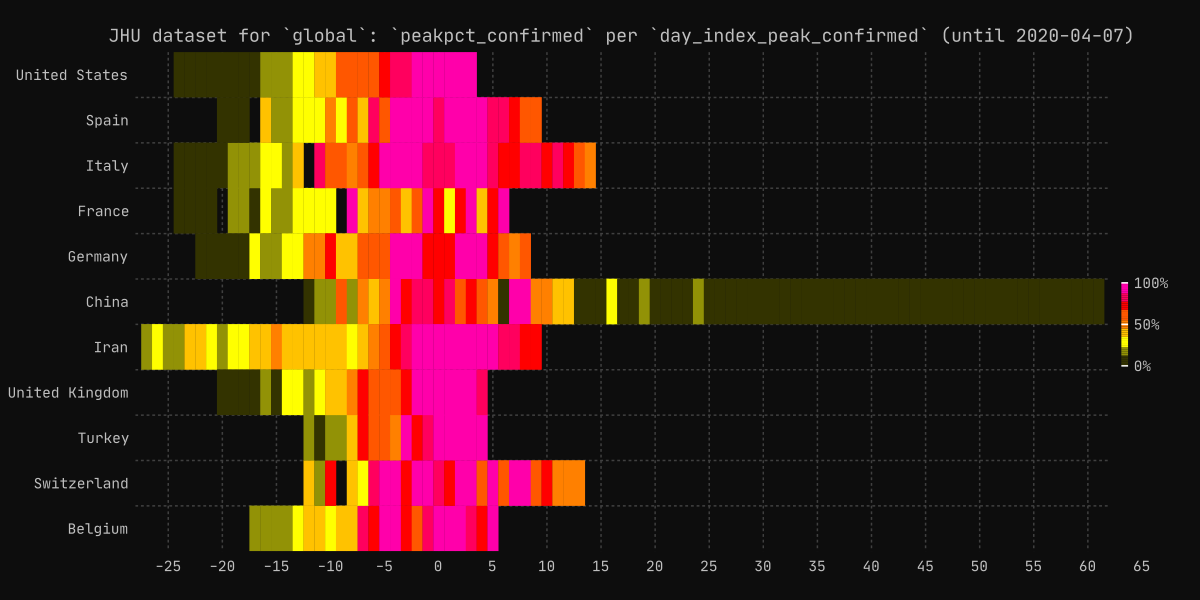 JHU dataset for `global`: `peakpct_confirmed` per `day_index_peak_confirmed` (until 2020-04-07)
United States
Spain
Italy
France
Germany
China
Iran
United Kingdom
Turkey
Switzerland
Belgium
100%
50%
0%
-25 -20 -15 -10 -5 0 5 10 15 20 25 30 35 40 45 50 55 60 65